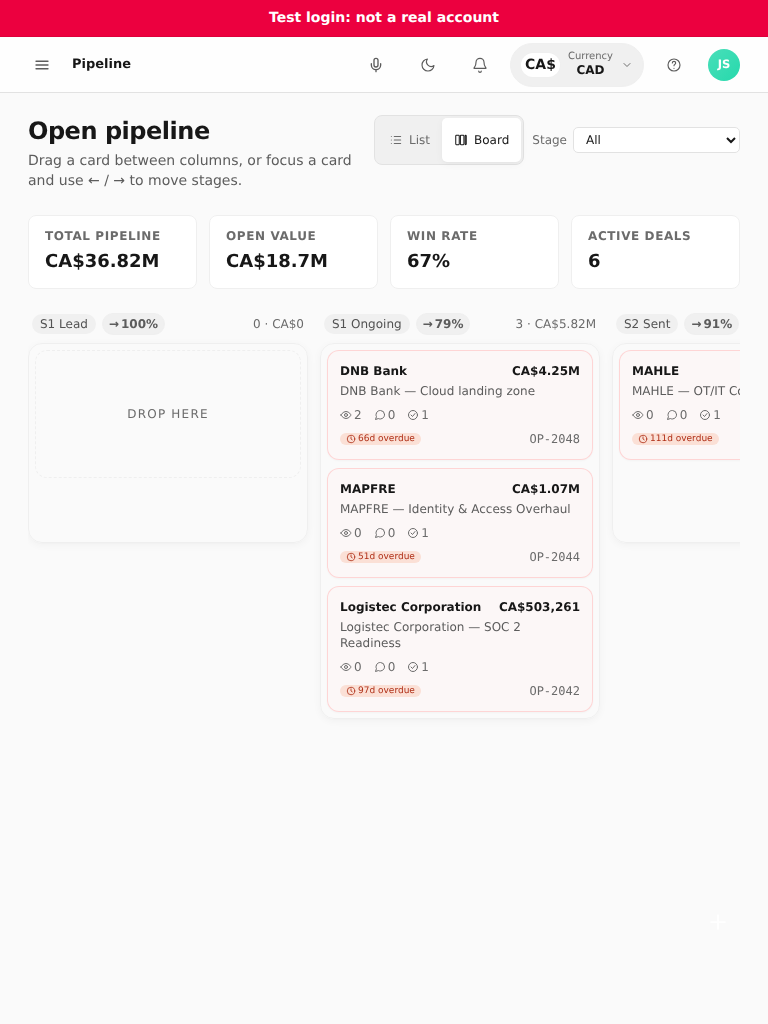 Test login: not a real account
Pipeline
CA$
Currency
CAD
JS
Open pipeline
Drag a card between columns, or focus a card
and use ← / → to move stages.
List
Board
Stage
All
TOTAL PIPELINE
CA$36.82M
OPEN VALUE
CA$18.7M
WIN RATE
67%
ACTIVE DEALS
6
S1 Lead →100% 0 · CA$0
DROP HERE
S1 Ongoing →79% 3 · CA$5.82M
DNB Bank CA$4.25M
DNB Bank — Cloud landing zone
2 0 1
66d overdue OP-2048
MAPFRE CA$1.07M
MAPFRE — Identity & Access Overhaul
0 0 1
51d overdue OP-2044
Logistec Corporation CA$503,261
Logistec Corporation — SOC 2
Readiness
0 0 1
97d overdue OP-2042
S2 Sent →91%
MAHLE
MAHLE — OT/IT
0 0 1
111d overdue
+